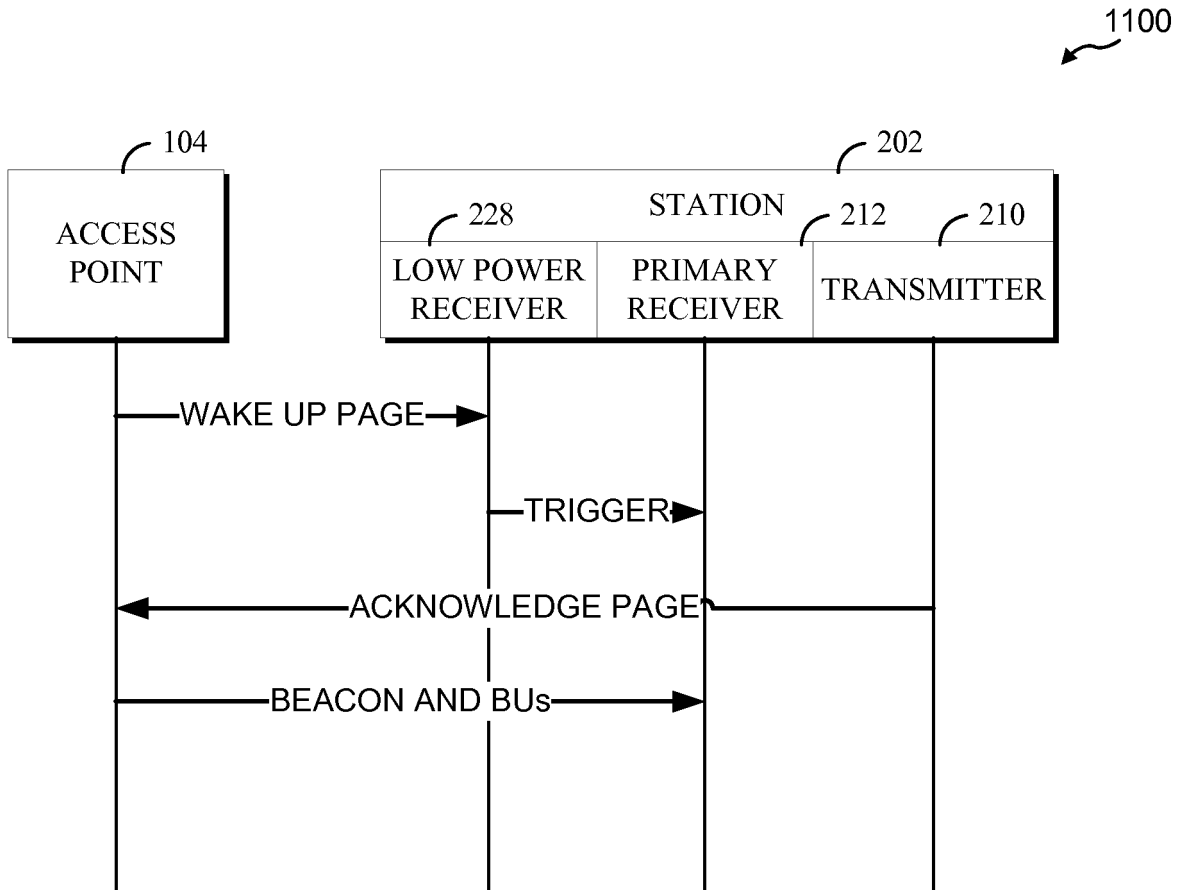 1100
104
202
ACCESS
POINT
STATION
228
212
210
LOW POWER
RECEIVER
PRIMARY
RECEIVER
TRANSMITTER
WAKE UP PAGE
TRIGGER
ACKNOWLEDGE PAGE
BEACON AND BUs